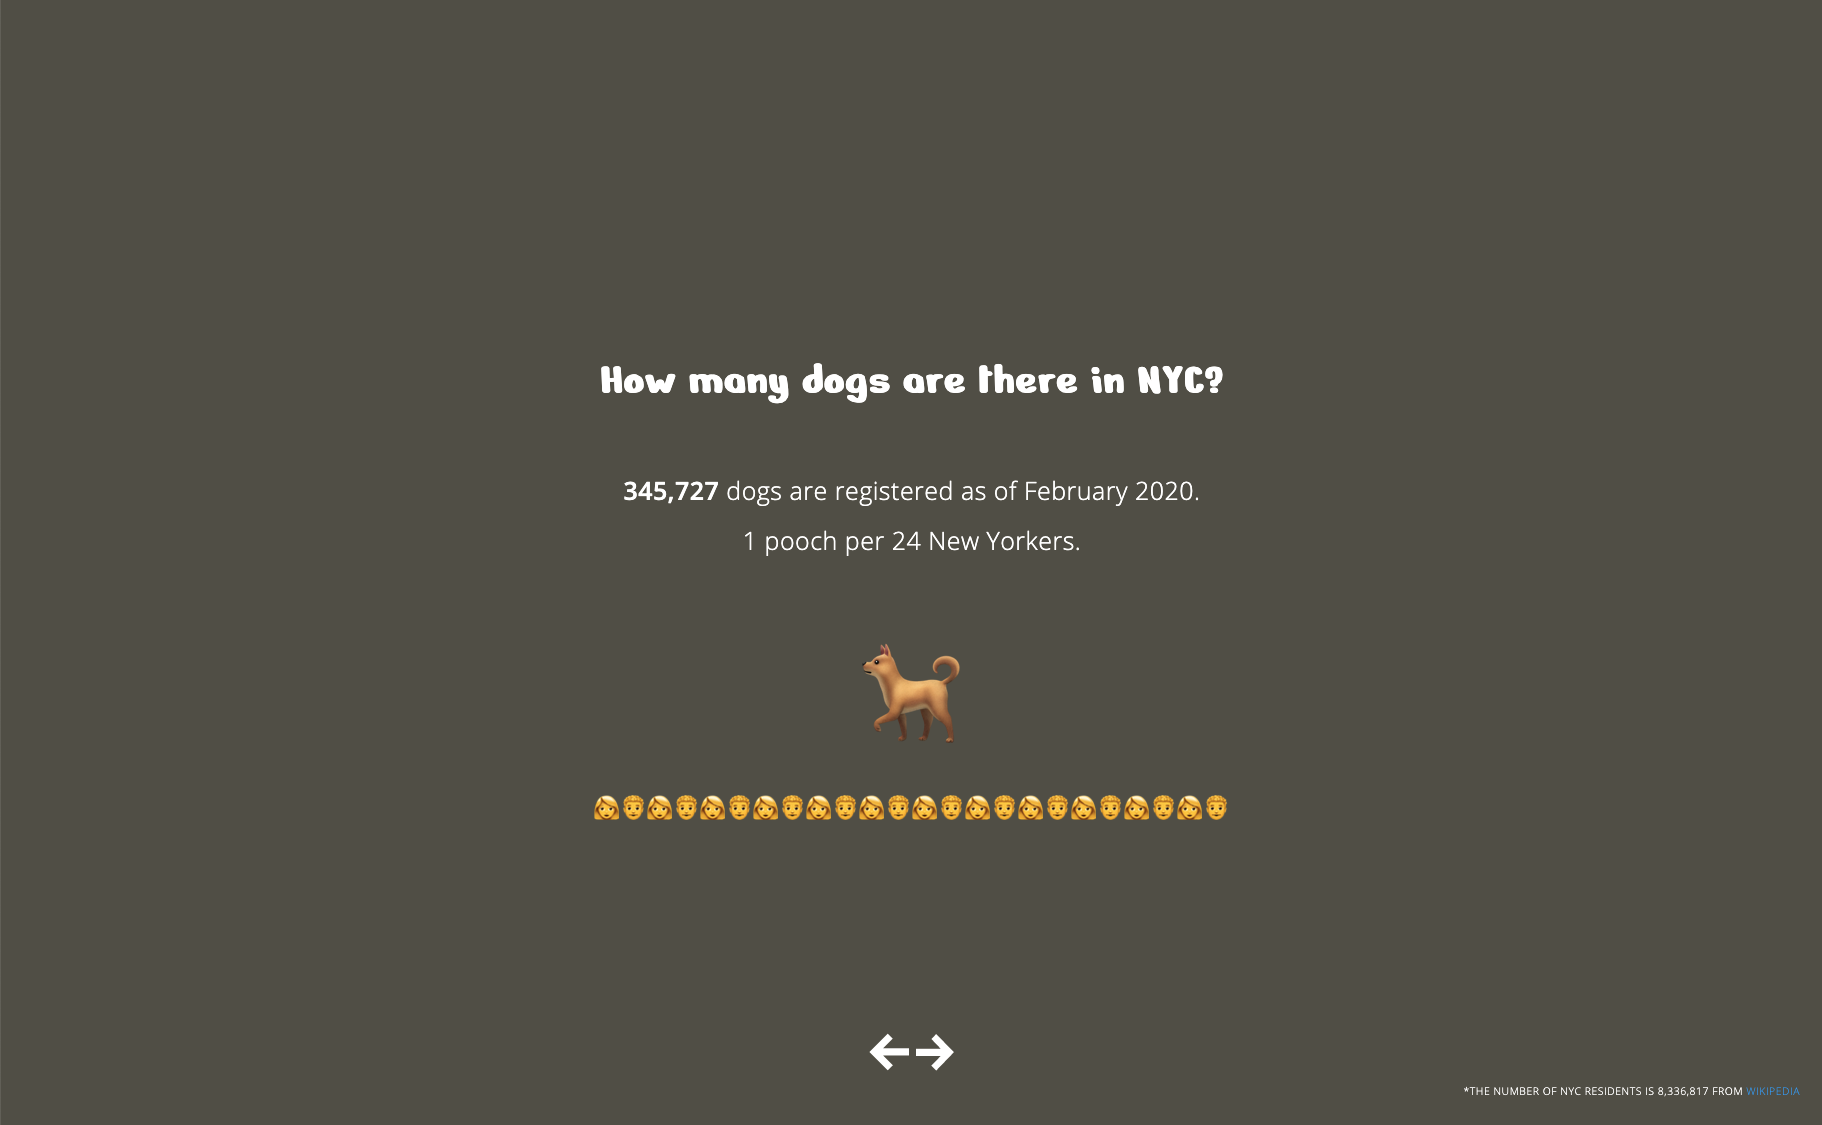 How many dogs are there in NYC?
345,727 dogs are registered as of February 2020.
1 pooch per 24 New Yorkers.
*THE NUMBER OF NYC RESIDENTS IS 8,336,817 FROM WIKIPEDIA